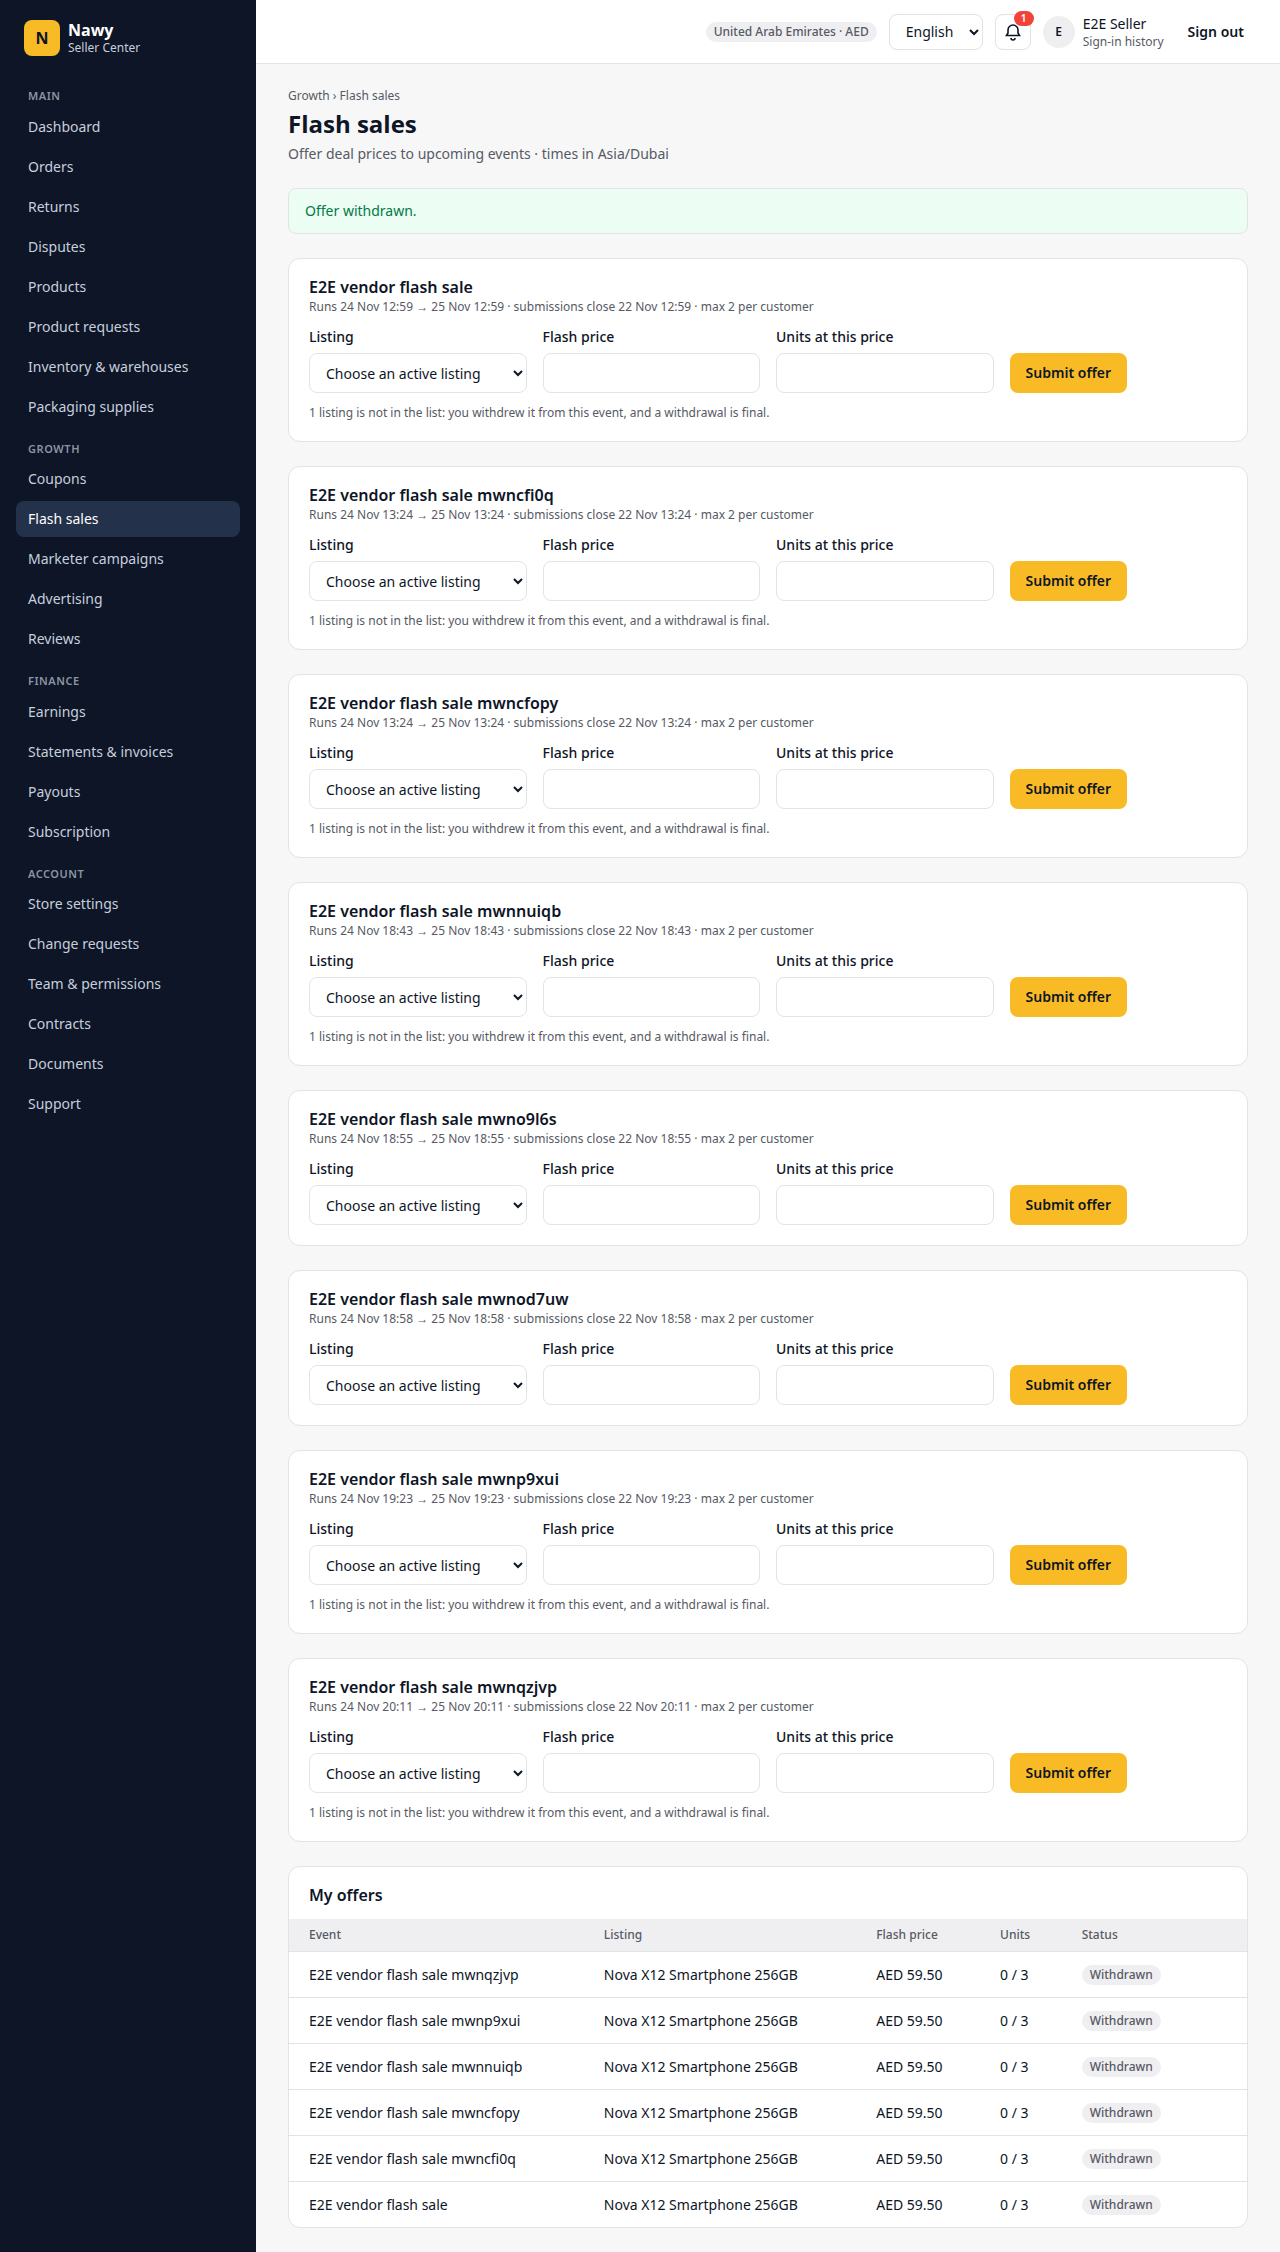 N
Nawy
Seller Center
MAIN
Dashboard
Orders
Returns
Disputes
Products
Product requests
Inventory & warehouses
Packaging supplies
GROWTH
Coupons
Flash sales
Marketer campaigns
Advertising
Reviews
FINANCE
Earnings
Statements & invoices
Payouts
Subscription
ACCOUNT
Store settings
Change requests
Team & permissions
Contracts
Documents
Support
United Arab Emirates · AED
English
1
E
E2E Seller
Sign-in history
Sign out
Growth › Flash sales
Flash sales
Offer deal prices to upcoming events · times in Asia/Dubai
Offer withdrawn.
E2E vendor flash sale
Runs 24 Nov 12:59 → 25 Nov 12:59 · submissions close 22 Nov 12:59 · max 2 per customer
Listing Flash price Units at this price
Choose an active listing Submit offer
1 listing is not in the list: you withdrew it from this event, and a withdrawal is final.
E2E vendor flash sale mwncfi0q
Runs 24 Nov 13:24 → 25 Nov 13:24 · submissions close 22 Nov 13:24 · max 2 per customer
Listing Flash price Units at this price
Choose an active listing Submit offer
1 listing is not in the list: you withdrew it from this event, and a withdrawal is final.
E2E vendor flash sale mwncfopy
Runs 24 Nov 13:24 → 25 Nov 13:24 · submissions close 22 Nov 13:24 · max 2 per customer
Listing Flash price Units at this price
Choose an active listing Submit offer
1 listing is not in the list: you withdrew it from this event, and a withdrawal is final.
E2E vendor flash sale mwnnuiqb
Runs 24 Nov 18:43 → 25 Nov 18:43 · submissions close 22 Nov 18:43 · max 2 per customer
Listing Flash price Units at this price
Choose an active listing Submit offer
1 listing is not in the list: you withdrew it from this event, and a withdrawal is final.
E2E vendor flash sale mwno9l6s
Runs 24 Nov 18:55 → 25 Nov 18:55 · submissions close 22 Nov 18:55 · max 2 per customer
Listing Flash price Units at this price
Choose an active listing Submit offer
E2E vendor flash sale mwnod7uw
Runs 24 Nov 18:58 → 25 Nov 18:58 · submissions close 22 Nov 18:58 · max 2 per customer
Listing Flash price Units at this price
Choose an active listing Submit offer
E2E vendor flash sale mwnp9xui
Runs 24 Nov 19:23 → 25 Nov 19:23 · submissions close 22 Nov 19:23 · max 2 per customer
Listing Flash price Units at this price
Choose an active listing Submit offer
1 listing is not in the list: you withdrew it from this event, and a withdrawal is final.
E2E vendor flash sale mwnqzjvp
Runs 24 Nov 20:11 → 25 Nov 20:11 · submissions close 22 Nov 20:11 · max 2 per customer
Listing Flash price Units at this price
Choose an active listing Submit offer
1 listing is not in the list: you withdrew it from this event, and a withdrawal is final.
My offers
Event Listing Flash price Units Status
E2E vendor flash sale mwnqzjvp Nova X12 Smartphone 256GB AED 59.50 0 / 3 Withdrawn
E2E vendor flash sale mwnp9xui Nova X12 Smartphone 256GB AED 59.50 0 / 3 Withdrawn
E2E vendor flash sale mwnnuiqb Nova X12 Smartphone 256GB AED 59.50 0 / 3 Withdrawn
E2E vendor flash sale mwncfopy Nova X12 Smartphone 256GB AED 59.50 0 / 3 Withdrawn
E2E vendor flash sale mwncfi0q Nova X12 Smartphone 256GB AED 59.50 0 / 3 Withdrawn
E2E vendor flash sale Nova X12 Smartphone 256GB AED 59.50 0 / 3 Withdrawn